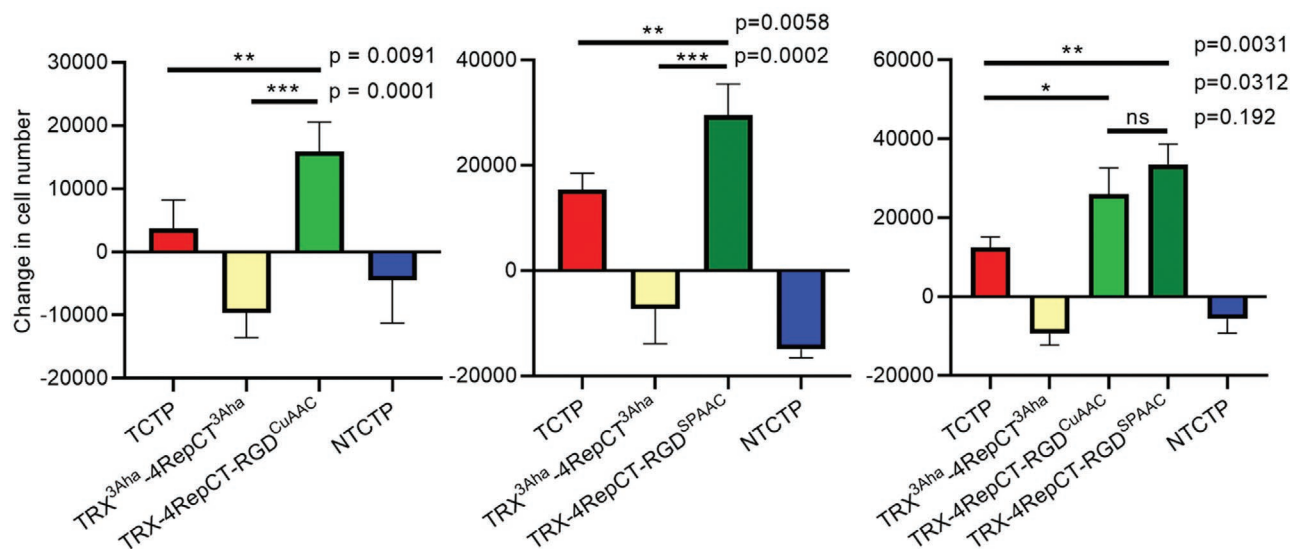 Change in cell number
30000
20000
10000
0
-10000
-20000
** p = 0.0091
*** p = 0.0001
TCTP
TRX³ᴬʰᵃ-4RepCT³ᴬʰᵃ
TRX-4RepCT-RGDᶜᵘᴬᴬᶜ
NTCTP
40000
20000
0
-20000
** p=0.0058
*** p=0.0002
TCTP
TRX³ᴬʰᵃ-4RepCT³ᴬʰᵃ
TRX-4RepCT-RGDˢᴾᴬᴬᶜ
NTCTP
60000
40000
20000
0
-20000
** p=0.0031
* p=0.0312
ns p=0.192
TCTP
TRX³ᴬʰᵃ-4RepCT³ᴬʰᵃ
TRX-4RepCT-RGDᶜᵘᴬᴬᶜ
TRX-4RepCT-RGDˢᴾᴬᴬᶜ
NTCTP